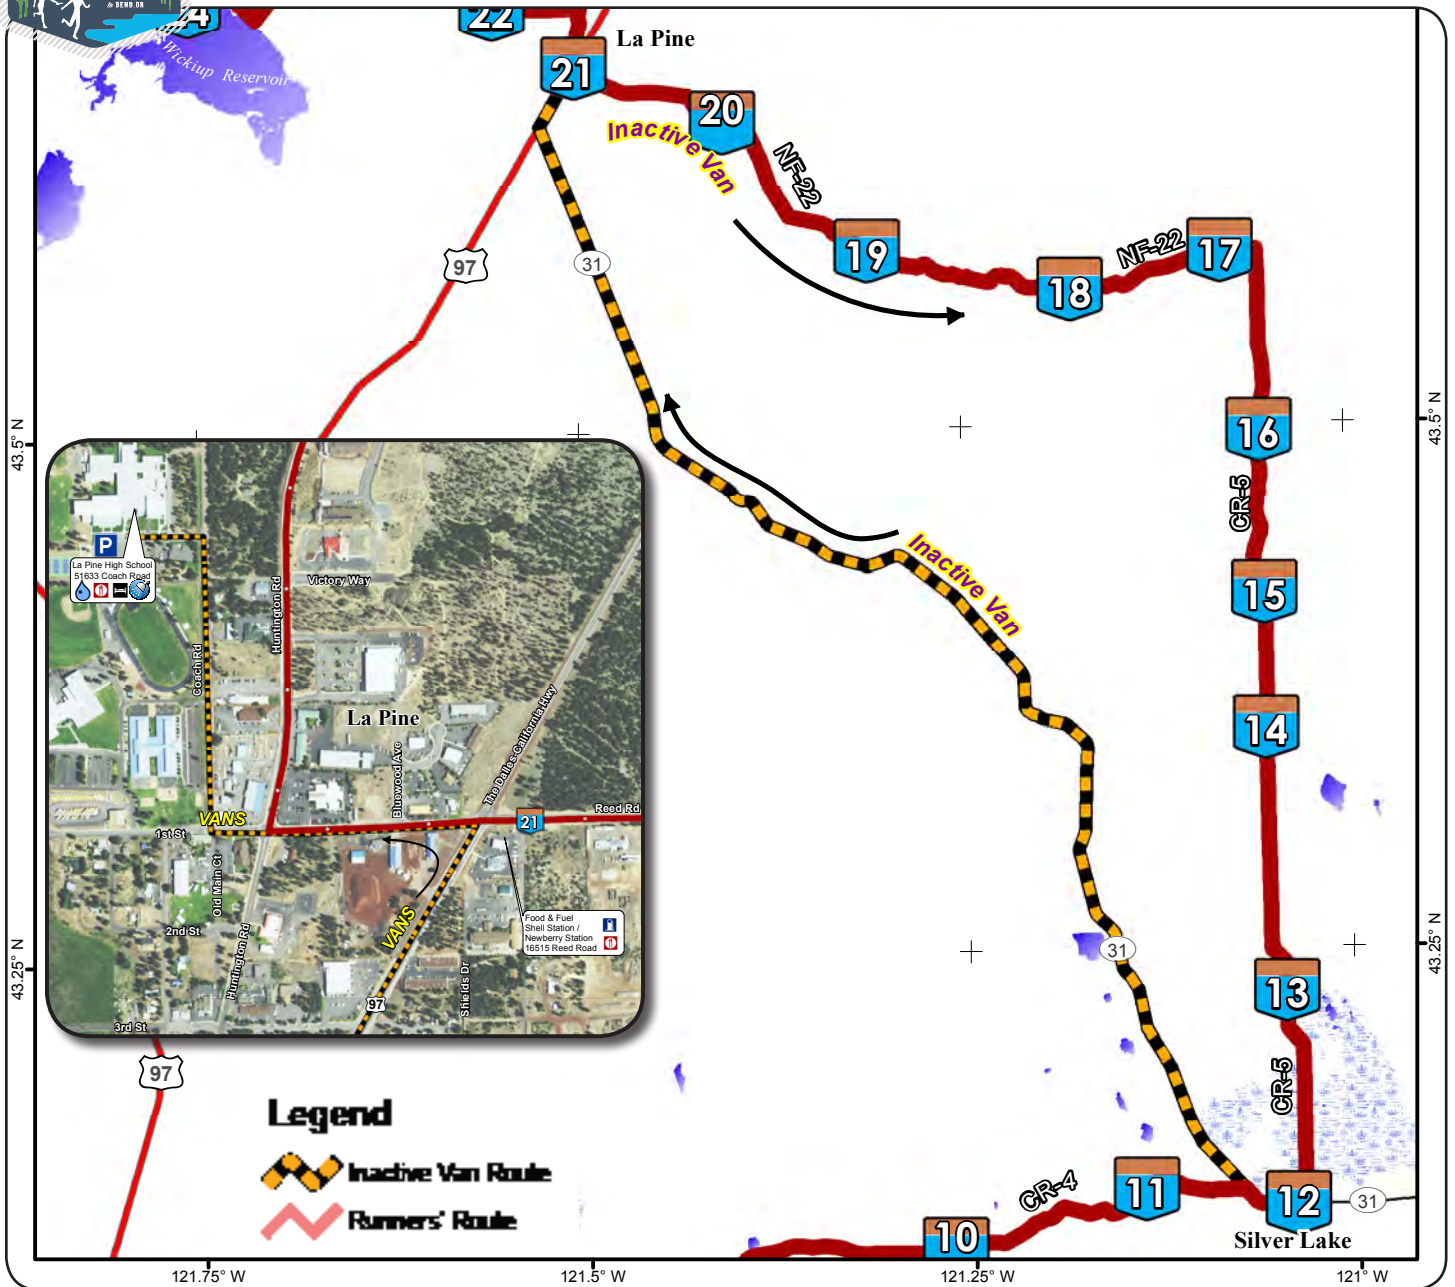 to BEND, OR
24
22
Wickiup Reservoir
La Pine
21
20
Inactive Van
NF-22
19
18
NF-22
17
97
31
16
CR-5
15
14
Inactive Van
31
13
CR-5
12
Silver Lake
31
11
CR-4
10
43.5° N
43.5° N
43.25° N
43.25° N
P
La Pine High School
51633 Coach Road
Huntington Rd
Victory Way
Coach Rd
La Pine
Bluewood Ave
The Dalles-California Hwy
Reed Rd
21
VANS
1st St
Old Main Ct
2nd St
Huntington Rd
VANS
Food & Fuel
Shell Station /
Newberry Station
16515 Reed Road
Shields Dr
97
3rd St
97
Legend
Inactive Van Route
Runners' Route
121.75° W
121.5° W
121.25° W
121° W